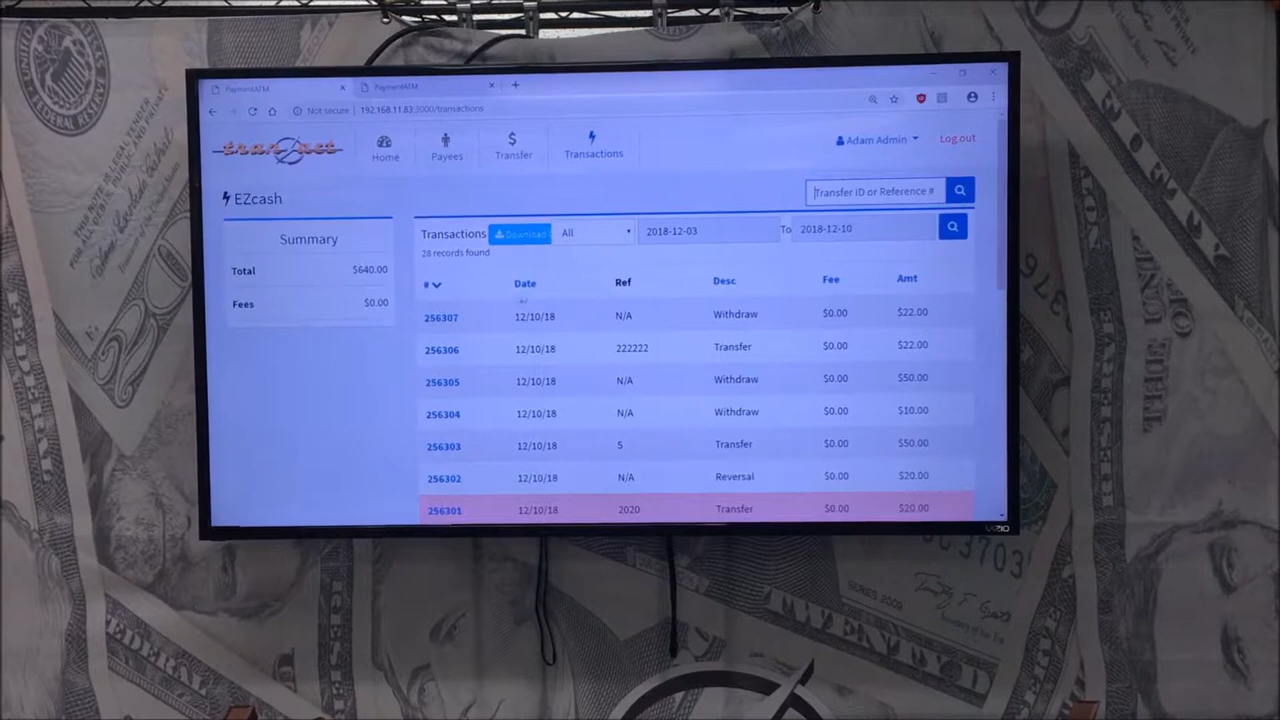 PaymentATM
PaymentATM
Not secure | 192.168.11.83:3000/transactions
tranzact
Home
Payees
Transfer
Transactions
Adam Admin
Log out
EZcash
Transfer ID or Reference #
Summary
Total $640.00
Fees $0.00
Transactions Download All 2018-12-03 To 2018-12-10
28 records found
# Date Ref Desc Fee Amt
256307 12/10/18 N/A Withdraw $0.00 $22.00
256306 12/10/18 222222 Transfer $0.00 $22.00
256305 12/10/18 N/A Withdraw $0.00 $50.00
256304 12/10/18 N/A Withdraw $0.00 $10.00
256303 12/10/18 5 Transfer $0.00 $50.00
256302 12/10/18 N/A Reversal $0.00 $20.00
256301 12/10/18 2020 Transfer $0.00 $20.00
VIZIO
SERIES 2009